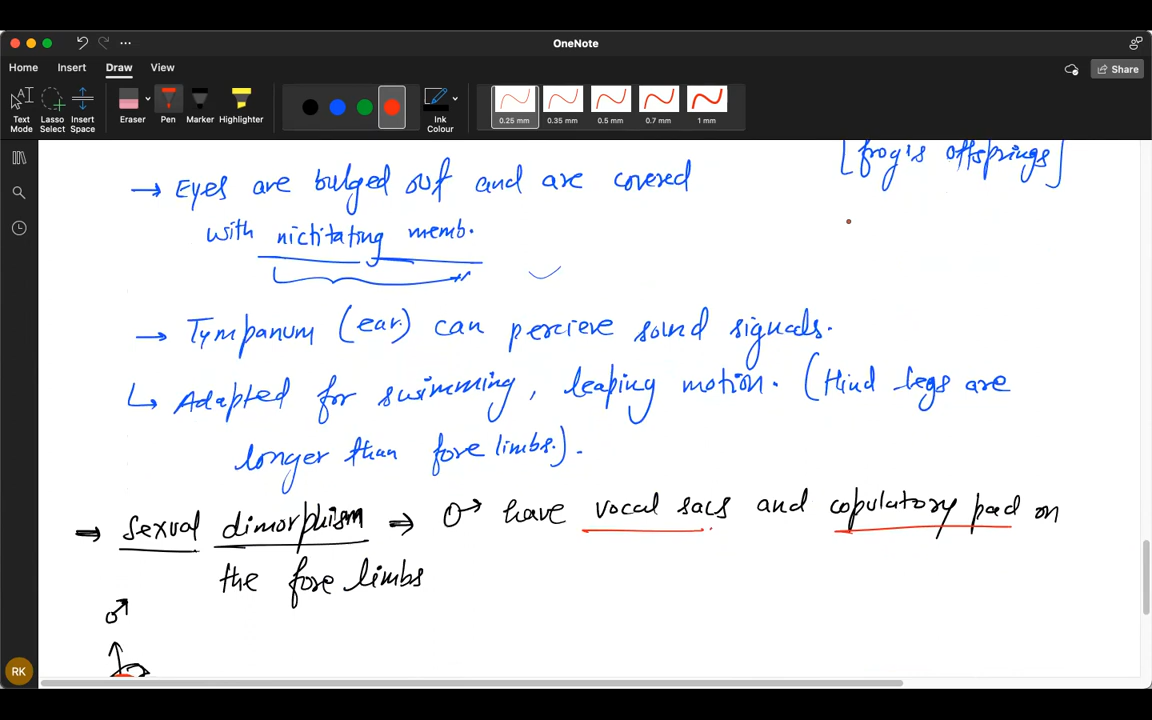 OneNote
Home Insert Draw View
Share
Text Mode
Lasso Select
Insert Space
Eraser
Pen
Marker
Highlighter
Ink Colour
0.25 mm 0.35 mm 0.5 mm 0.7 mm 1 mm
[frog's offsprings]
→ Eyes are bulged out and are covered
with nictitating memb.
→ Tympanum (ear) can percieve sound signals.
↳ Adapted for swimming, leaping motion. (Hind legs are
longer than fore limbs.).
⇒ Sexual dimorphism ⇒ ♂ have vocal sacs and copulatory pad on
the fore limbs
♂
RK